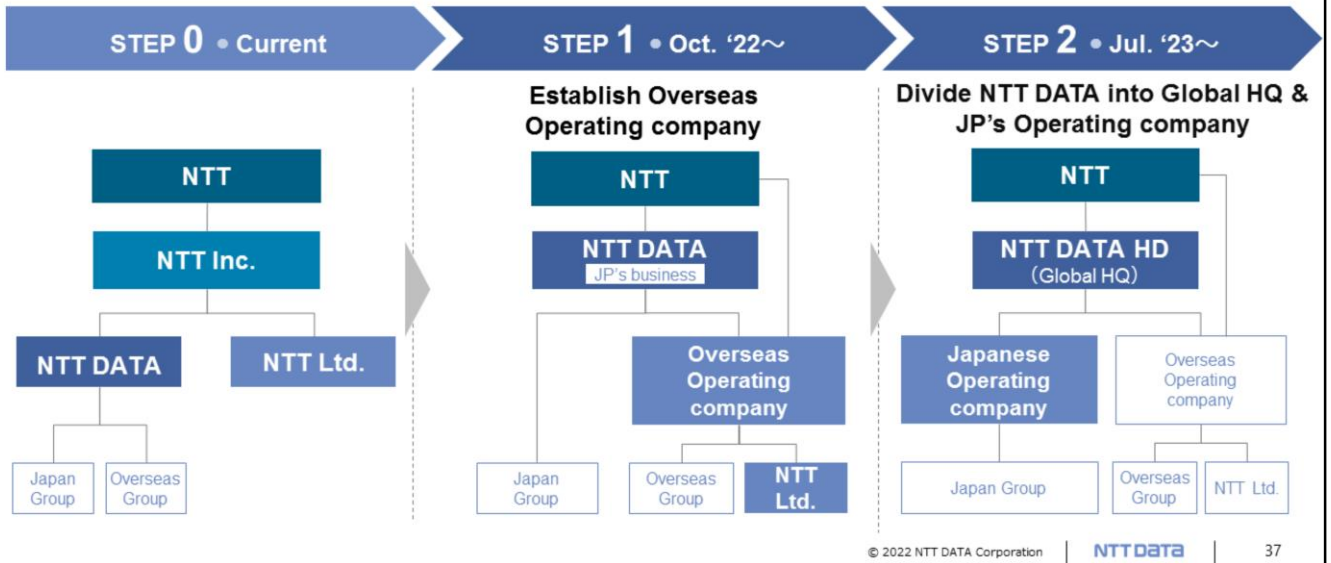 STEP 0 • Current
STEP 1 • Oct. ‘22～
STEP 2 • Jul. ‘23～
Establish Overseas
Operating company
Divide NTT DATA into Global HQ &
JP’s Operating company
NTT
NTT Inc.
NTT DATA
NTT Ltd.
Japan
Group
Overseas
Group
NTT
NTT DATA
JP’s business
Overseas
Operating
company
Japan
Group
Overseas
Group
NTT
Ltd.
NTT
NTT DATA HD
(Global HQ)
Japanese
Operating
company
Overseas
Operating
company
Japan Group
Overseas
Group
NTT Ltd.
© 2022 NTT DATA Corporation
NTT DATA
37